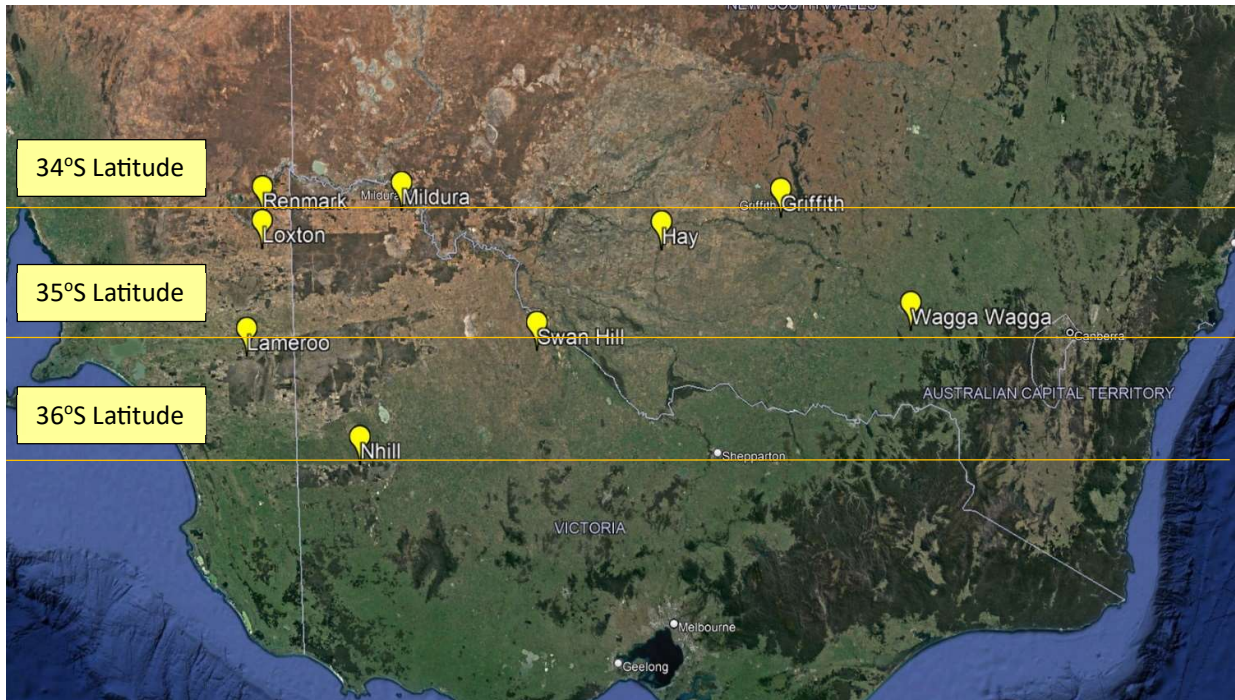 NEW SOUTH WALES
34°S Latitude
Renmark
Mildura
Mildura
Griffith
Griffith
Loxton
Hay
35°S Latitude
Lameroo
Swan Hill
Wagga Wagga
Canberra
AUSTRALIAN CAPITAL TERRITORY
36°S Latitude
Nhill
Shepparton
VICTORIA
Melbourne
Geelong